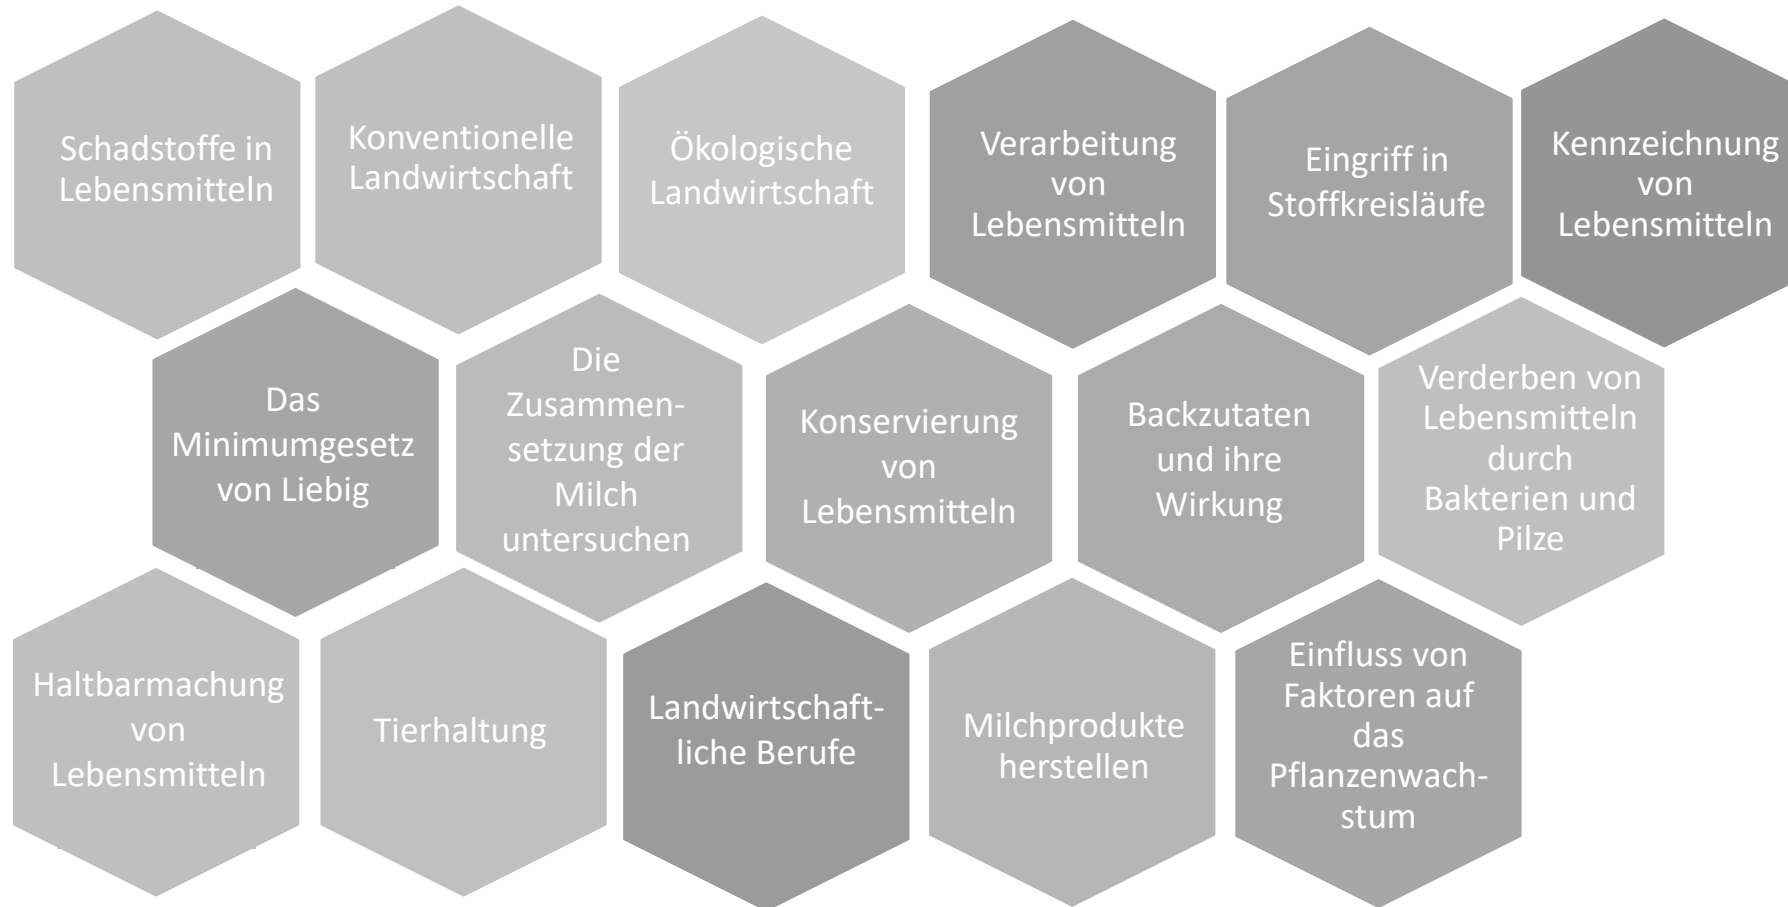 Schadstoffe in
Lebensmitteln
Konventionelle
Landwirtschaft
Ökologische
Landwirtschaft
Verarbeitung
von
Lebensmitteln
Eingriff in
Stoffkreisläufe
Kennzeichnung
von
Lebensmitteln
Das
Minimumgesetz
von Liebig
Die
Zusammen-
setzung der
Milch
untersuchen
Konservierung
von
Lebensmitteln
Backzutaten
und ihre
Wirkung
Verderben von
Lebensmitteln
durch
Bakterien und
Pilze
Haltbarmachung
von
Lebensmitteln
Tierhaltung
Landwirtschaft-
liche Berufe
Milchprodukte
herstellen
Einfluss von
Faktoren auf
das
Pflanzenwach-
stum